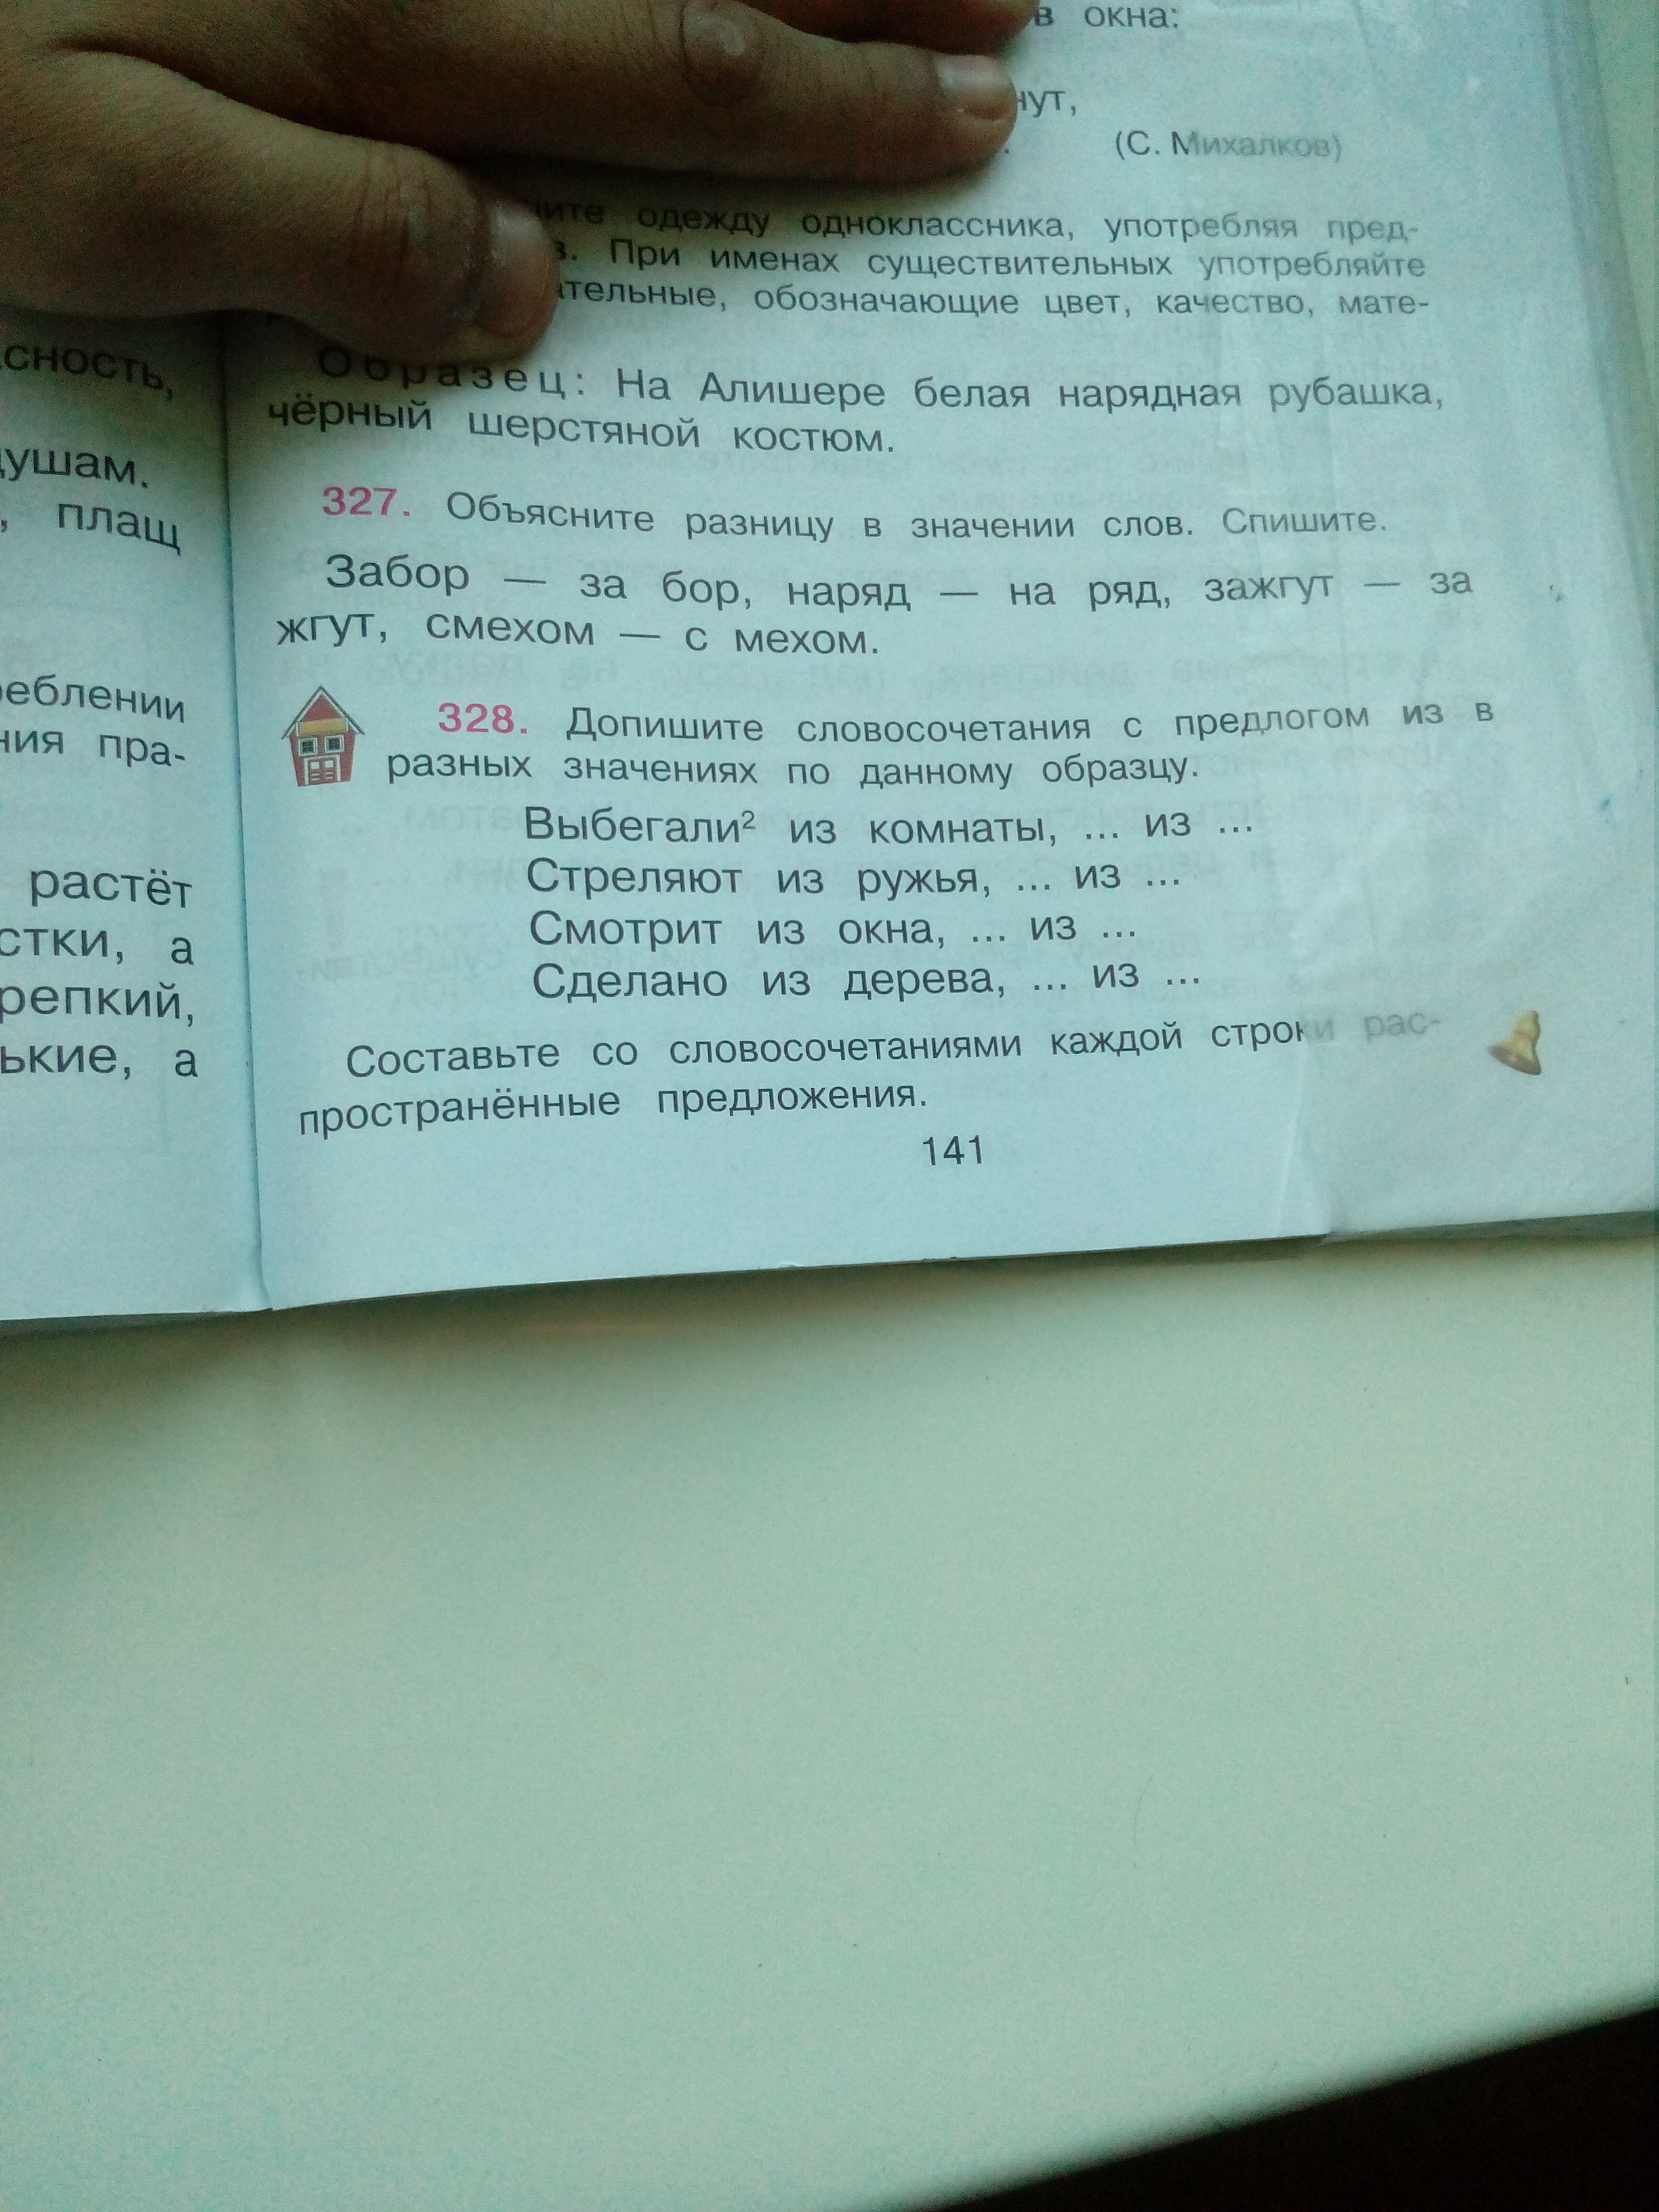 сность,
душам.
, плащ
реблении
ния пра-
растёт
стки, а
репкий,
ькие, а
в окна:
нут,
(С. Михалков)
одежду одноклассника, употребляя пред-
в. При именах существительных употребляйте
ательные, обозначающие цвет, качество, мате-
Образец: На Алишере белая нарядная рубашка,
чёрный шерстяной костюм.
327. Объясните разницу в значении слов. Спишите.
Забор — за бор, наряд — на ряд, зажгут — за
жгут, смехом — с мехом.
328. Допишите словосочетания с предлогом из в
разных значениях по данному образцу.
Выбегали² из комнаты, ... из ...
Стреляют из ружья, ... из ...
Смотрит из окна, ... из ...
Сделано из дерева, ... из ...
Составьте со словосочетаниями каждой строки рас-
пространённые предложения.
141